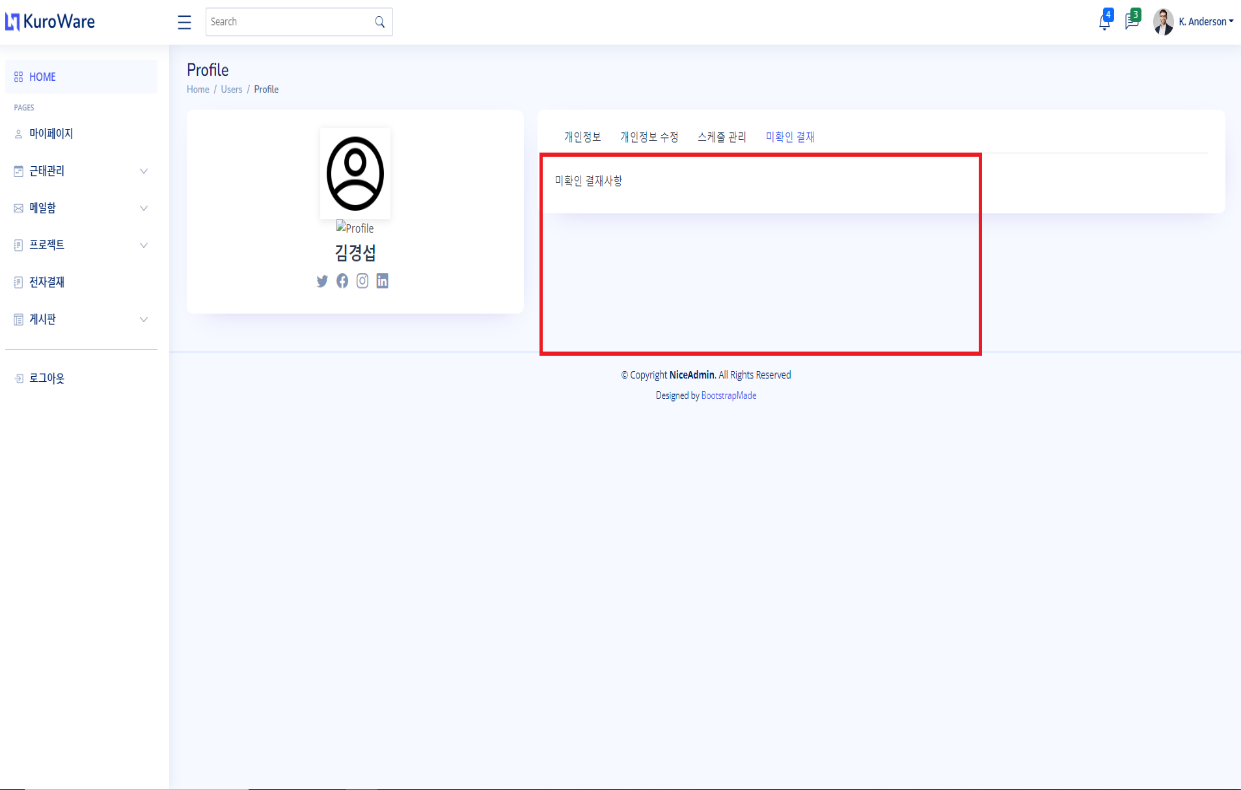 KuroWare
Search
4
3
K. Anderson
HOME
PAGES
마이페이지
근태관리
메일함
프로젝트
전자결재
게시판
로그아웃
Profile
Home / Users / Profile
Profile
김경섭
개인정보 개인정보 수정 스케줄 관리 미확인 결재
미확인 결재사항
© Copyright NiceAdmin. All Rights Reserved
Designed by BootstrapMade